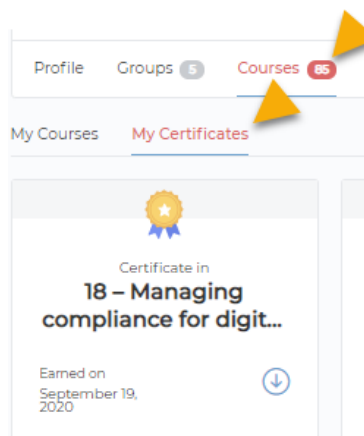 Profile Groups 5 Courses 85
My Courses My Certificates
Certificate in
18 – Managing
compliance for digit...
Earned on
September 19,
2020